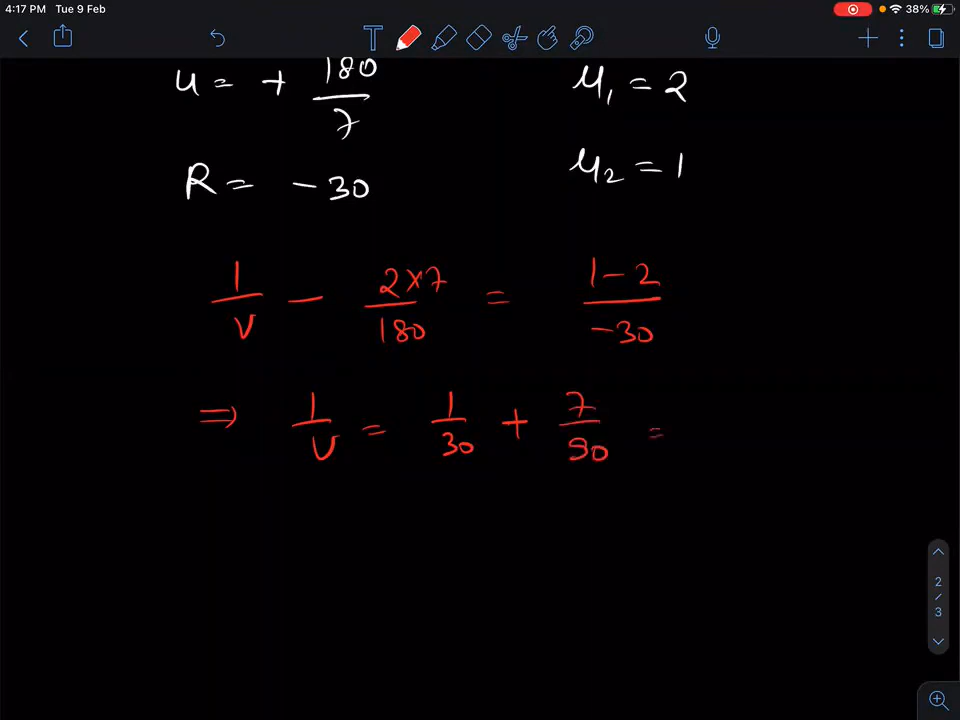 4:17 PM Tue 9 Feb 38%
T
u = + 180/7 μ₁ = 2
R = -30 μ₂ = 1
1/v - 2×7/180 = 1-2/-30
⇒ 1/v = 1/30 + 7/90 =
2/3